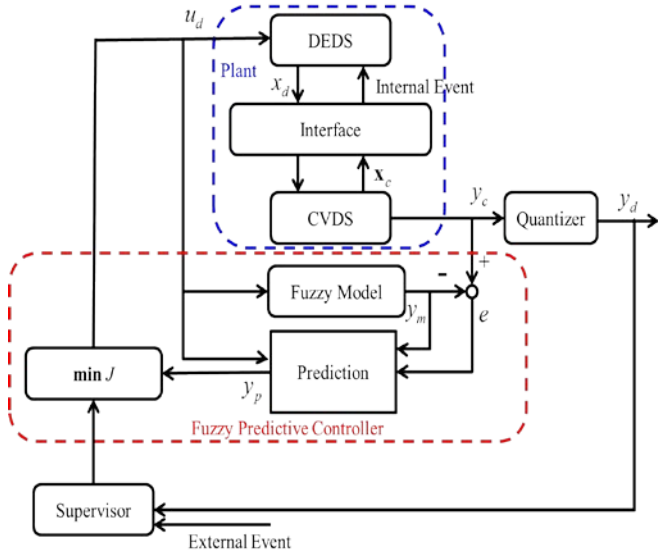 u_d
DEDS
Plant
x_d
Internal Event
Interface
x_c
y_c
y_d
CVDS
Quantizer
+
-
Fuzzy Model
y_m
e
min J
Prediction
y_p
Fuzzy Predictive Controller
Supervisor
External Event